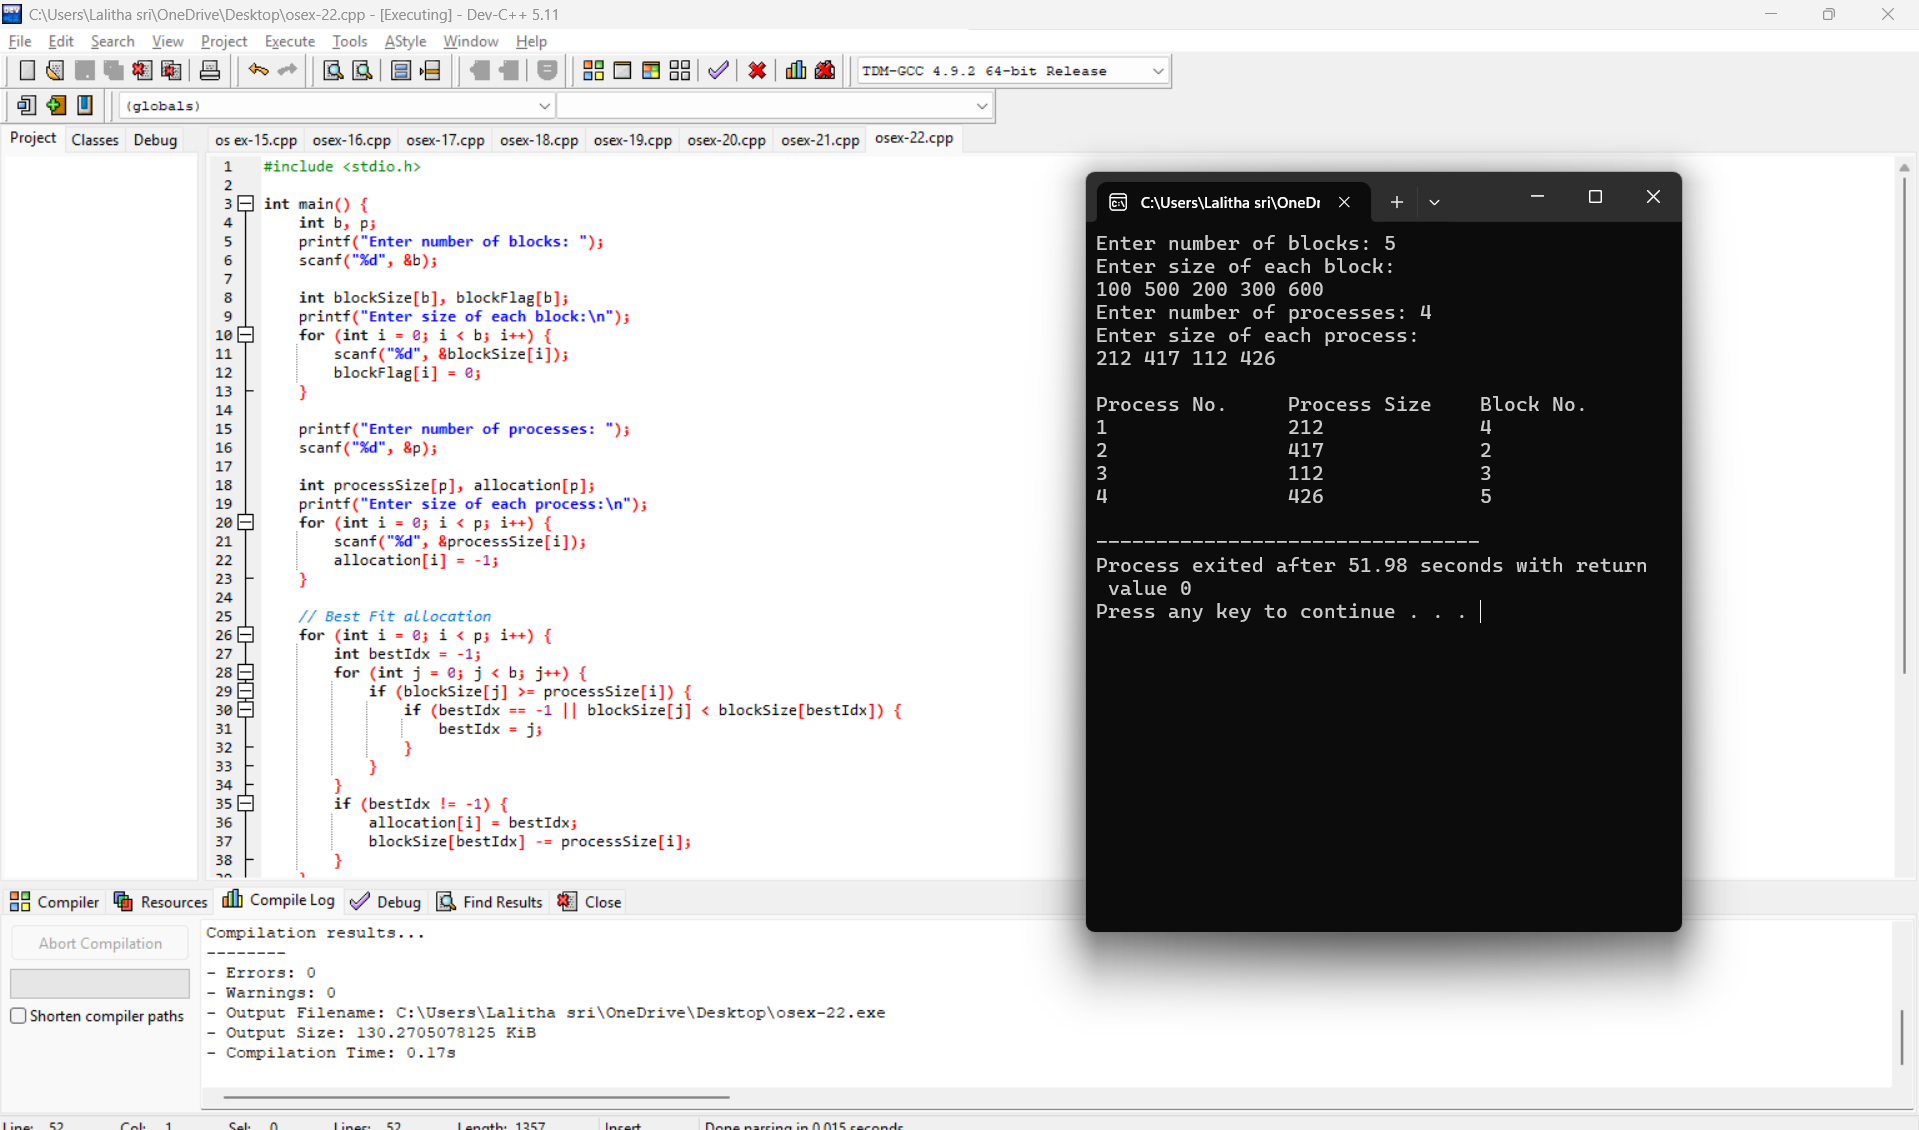 C:\Users\Lalitha sri\OneDrive\Desktop\osex-22.cpp - [Executing] - Dev-C++ 5.11
File Edit Search View Project Execute Tools AStyle Window Help
TDM-GCC 4.9.2 64-bit Release
(globals)
Project Classes Debug
os ex-15.cpp osex-16.cpp osex-17.cpp osex-18.cpp osex-19.cpp osex-20.cpp osex-21.cpp osex-22.cpp
1 #include <stdio.h>
2
3 int main() {
4 int b, p;
5 printf("Enter number of blocks: ");
6 scanf("%d", &b);
7
8 int blockSize[b], blockFlag[b];
9 printf("Enter size of each block:\n");
10 for (int i = 0; i < b; i++) {
11 scanf("%d", &blockSize[i]);
12 blockFlag[i] = 0;
13 }
14
15 printf("Enter number of processes: ");
16 scanf("%d", &p);
17
18 int processSize[p], allocation[p];
19 printf("Enter size of each process:\n");
20 for (int i = 0; i < p; i++) {
21 scanf("%d", &processSize[i]);
22 allocation[i] = -1;
23 }
24
25 // Best Fit allocation
26 for (int i = 0; i < p; i++) {
27 int bestIdx = -1;
28 for (int j = 0; j < b; j++) {
29 if (blockSize[j] >= processSize[i]) {
30 if (bestIdx == -1 || blockSize[j] < blockSize[bestIdx]) {
31 bestIdx = j;
32 }
33 }
34 }
35 if (bestIdx != -1) {
36 allocation[i] = bestIdx;
37 blockSize[bestIdx] -= processSize[i];
38 }
C:\Users\Lalitha sri\OneDr
Enter number of blocks: 5
Enter size of each block:
100 500 200 300 600
Enter number of processes: 4
Enter size of each process:
212 417 112 426
Process No. Process Size Block No.
1 212 4
2 417 2
3 112 3
4 426 5
--------------------------------
Process exited after 51.98 seconds with return
value 0
Press any key to continue . . .
Compiler Resources Compile Log Debug Find Results Close
Abort Compilation
Shorten compiler paths
Compilation results...
--------
- Errors: 0
- Warnings: 0
- Output Filename: C:\Users\Lalitha sri\OneDrive\Desktop\osex-22.exe
- Output Size: 130.2705078125 KiB
- Compilation Time: 0.17s
Line: 52 Col: 1 Sel: 0 Lines: 52 Length: 1357 Insert Done parsing in 0.015 seconds